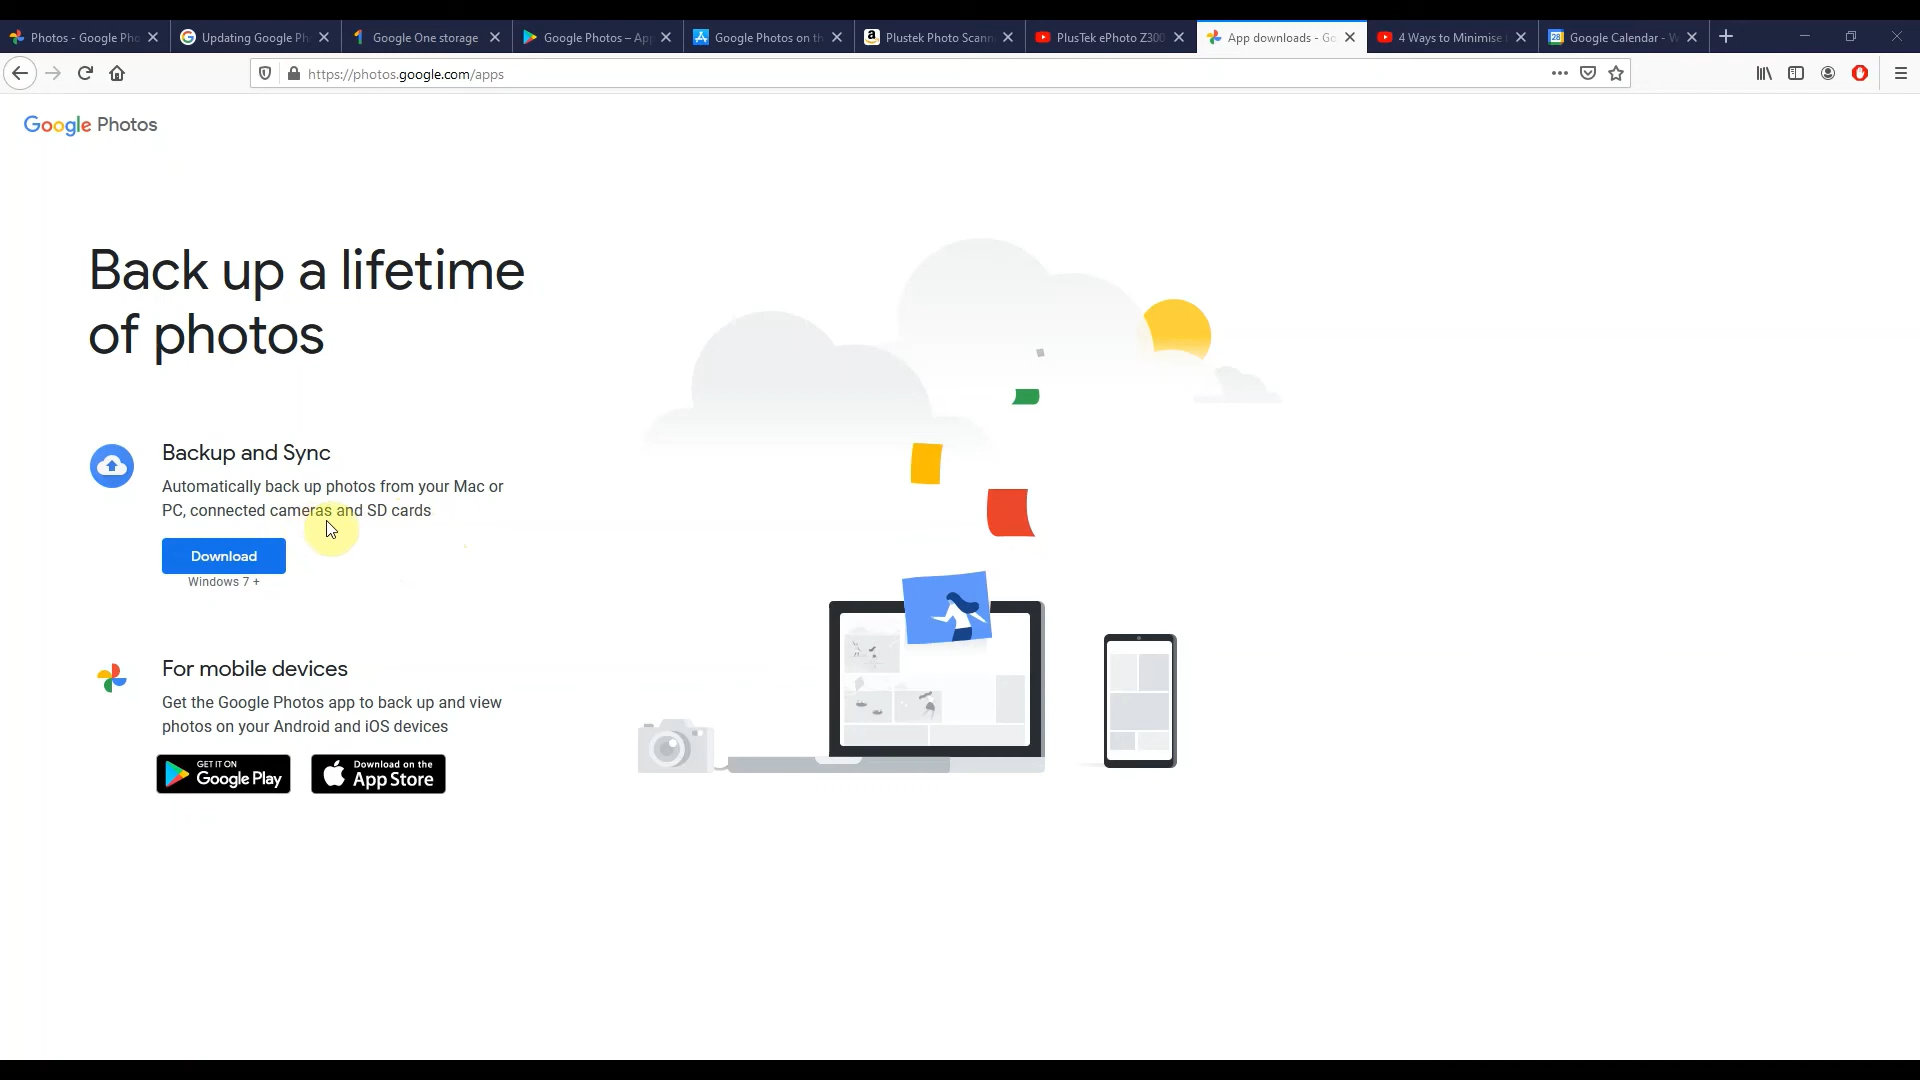 Photos - Google Pho
Updating Google Ph
Google One storage
Google Photos – App
Google Photos on th
Plustek Photo Scann
PlusTek ePhoto Z300
App downloads - Go
4 Ways to Minimise
Google Calendar - W
https://photos.google.com/apps
Google Photos
Back up a lifetime
of photos
Backup and Sync
Automatically back up photos from your Mac or
PC, connected cameras and SD cards
Download
Windows 7 +
For mobile devices
Get the Google Photos app to back up and view
photos on your Android and iOS devices
GET IT ON
Google Play
Download on the
App Store